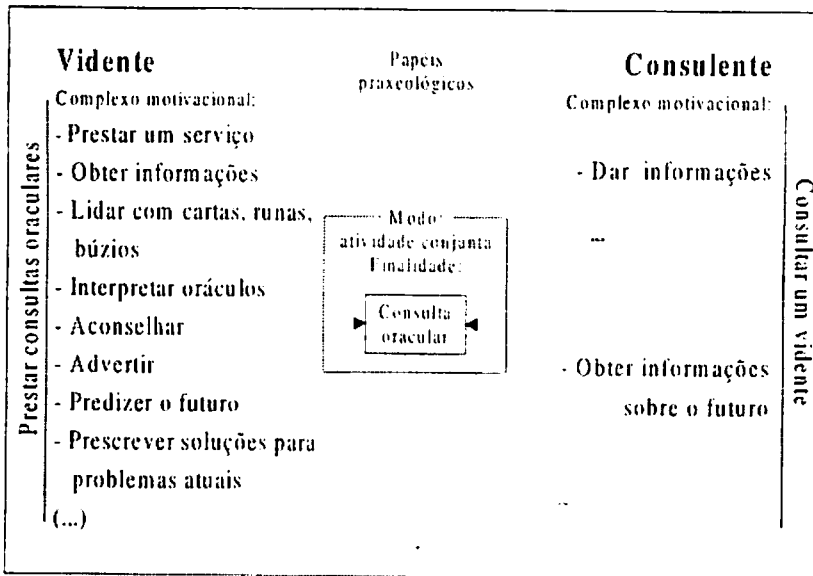 Vidente
Complexo motivacional:
- Prestar um serviço
- Obter informações
- Lidar com cartas, runas,
búzios
- Interpretar oráculos
- Aconselhar
- Advertir
- Predizer o futuro
- Prescrever soluções para
problemas atuais
(...)
Prestar consultas oraculares
Papéis
praxeológicos
Modo:
atividade conjunta
Finalidade:
Consulta
oracular
Consulente
Complexo motivacional:
- Dar informações
...
- Obter informações
sobre o futuro
Consultar um vidente